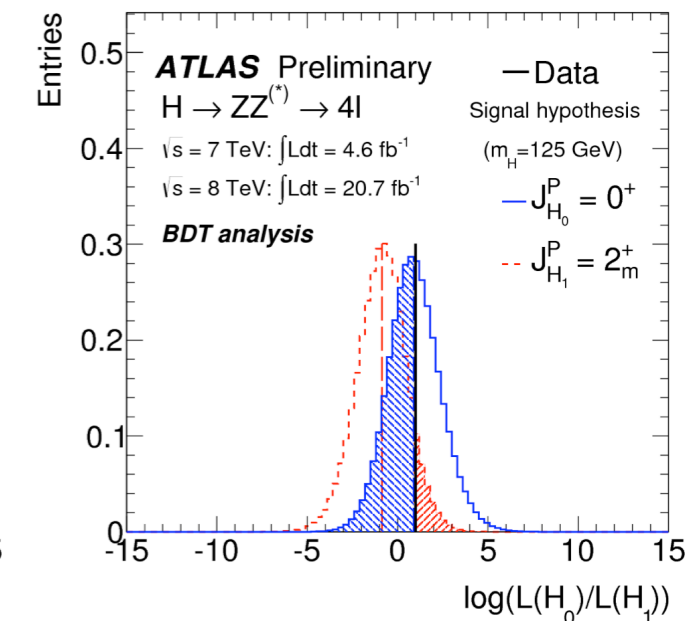 Entries
0.5
0.4
0.3
0.2
0.1
0
ATLAS Preliminary
H → ZZ(*) → 4l
√s = 7 TeV: ∫Ldt = 4.6 fb-1
√s = 8 TeV: ∫Ldt = 20.7 fb-1
BDT analysis
Data
Signal hypothesis
(mH=125 GeV)
JPH0 = 0+
JPH1 = 2+m
-15 -10 -5 0 5 10 15
log(L(H0)/L(H1))